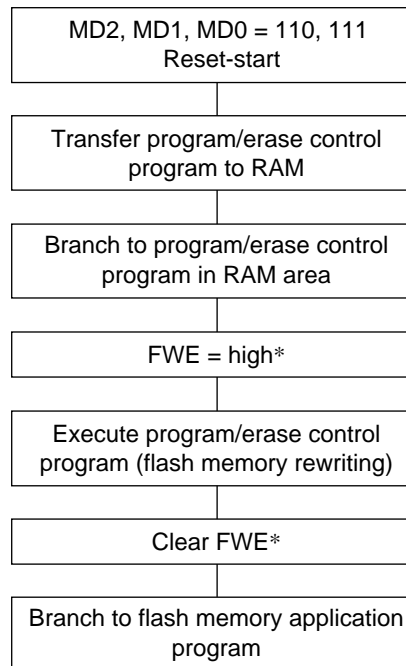 MD2, MD1, MD0 = 110, 111
Reset-start
Transfer program/erase control
program to RAM
Branch to program/erase control
program in RAM area
FWE = high*
Execute program/erase control
program (flash memory rewriting)
Clear FWE*
Branch to flash memory application
program